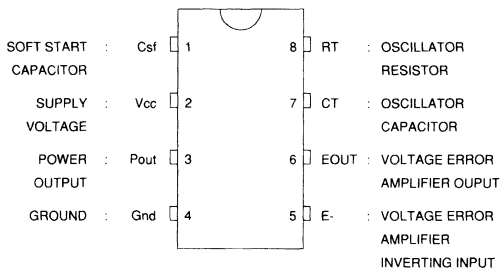 SOFT START : Csf 1 8 RT : OSCILLATOR
CAPACITOR RESISTOR
SUPPLY : Vcc 2 7 CT : OSCILLATOR
VOLTAGE CAPACITOR
POWER : Pout 3 6 EOUT : VOLTAGE ERROR
OUTPUT AMPLIFIER OUPUT
GROUND : Gnd 4 5 E- : VOLTAGE ERROR
AMPLIFIER
INVERTING INPUT